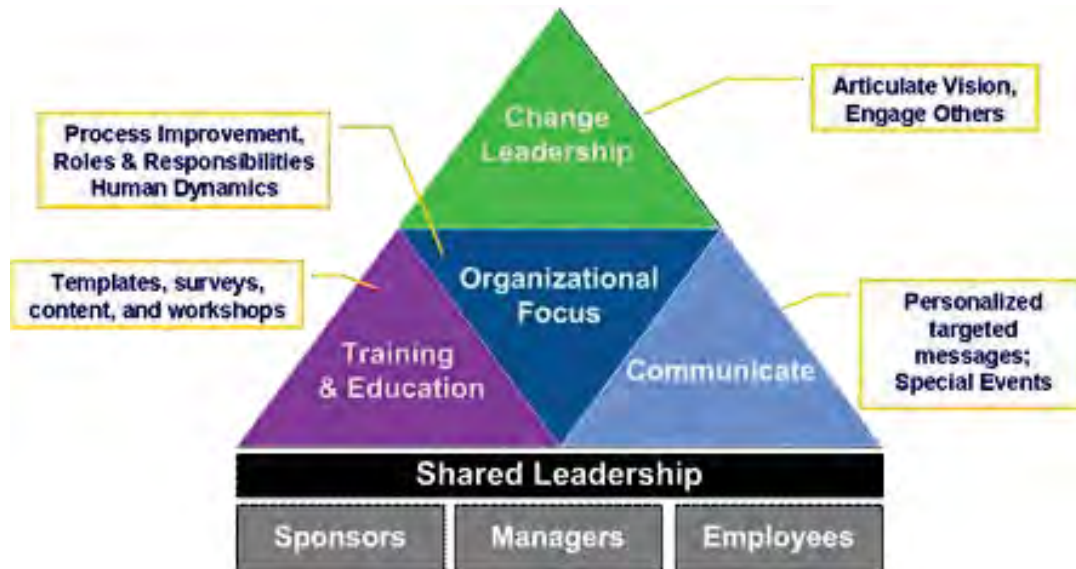 Change
Leadership
Articulate Vision,
Engage Others
Process Improvement,
Roles & Responsibilities
Human Dynamics
Organizational
Focus
Templates, surveys,
content, and workshops
Training
& Education
Communicate
Personalized
targeted
messages;
Special Events
Shared Leadership
Sponsors
Managers
Employees